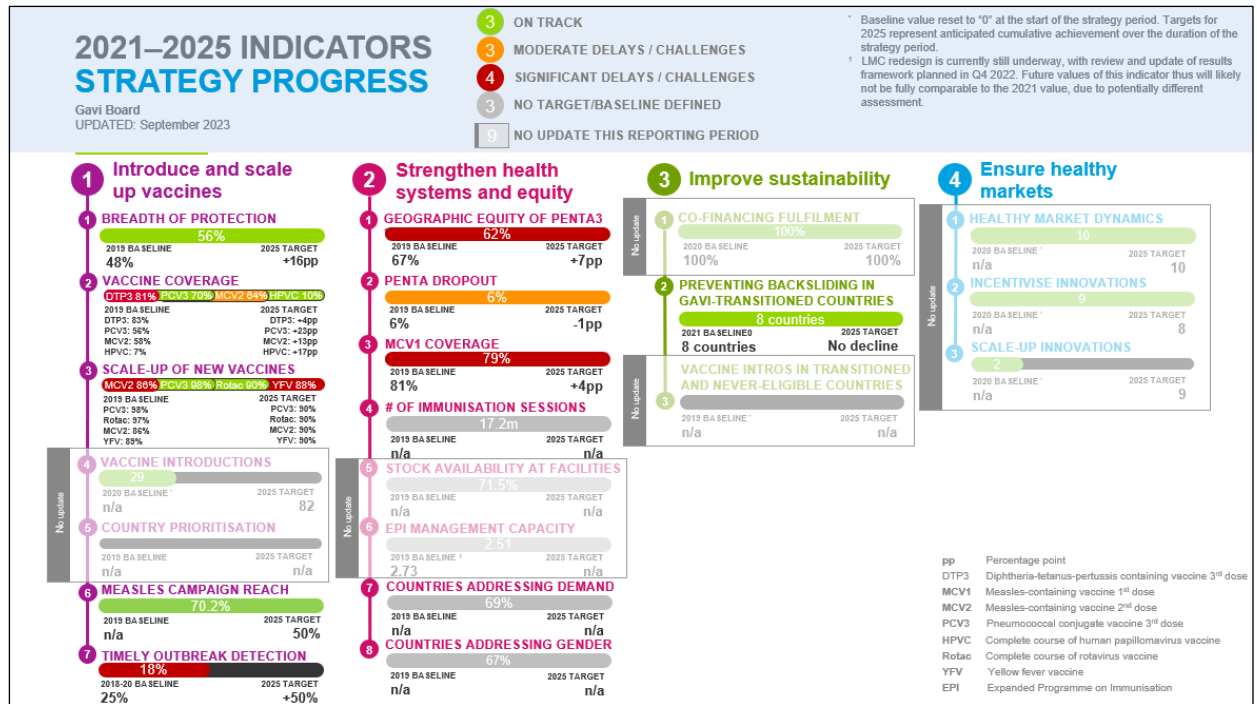 2021–2025 INDICATORS
STRATEGY PROGRESS
Gavi Board
UPDATED: September 2023
3 ON TRACK
3 MODERATE DELAYS / CHALLENGES
4 SIGNIFICANT DELAYS / CHALLENGES
3 NO TARGET/BASELINE DEFINED
9 NO UPDATE THIS REPORTING PERIOD
* Baseline value reset to "0" at the start of the strategy period. Targets for
2025 represent anticipated cumulative achievement over the duration of the
strategy period.
¹ LMC redesign is currently still underway, with review and update of results
framework planned in Q4 2022. Future values of this indicator thus will likely
not be fully comparable to the 2021 value, due to potentially different
assessment.
1 Introduce and scale
up vaccines
1 BREADTH OF PROTECTION
56%
2019 BASELINE 2025 TARGET
48% +16pp
2 VACCINE COVERAGE
DTP3 81% PCV3 70% MCV2 64% HPVC 10%
2019 BASELINE 2025 TARGET
DTP3: 83% DTP3: +4pp
PCV3: 56% PCV3: +23pp
MCV2: 58% MCV2: +13pp
HPVC: 7% HPVC: +17pp
3 SCALE-UP OF NEW VACCINES
MCV2 86% PCV3 98% Rotac 90% YFV 88%
2019 BASELINE 2025 TARGET
PCV3: 98% PCV3: 90%
Rotac: 97% Rotac: 90%
MCV2: 86% MCV2: 90%
YFV: 89% YFV: 90%
No update
4 VACCINE INTRODUCTIONS
29
2020 BASELINE * 2025 TARGET
n/a 82
5 COUNTRY PRIORITISATION
2019 BASELINE 2025 TARGET
n/a n/a
6 MEASLES CAMPAIGN REACH
70.2%
2019 BASELINE 2025 TARGET
n/a 50%
7 TIMELY OUTBREAK DETECTION
18%
2018-20 BASELINE 2025 TARGET
25% +50%
2 Strengthen health
systems and equity
1 GEOGRAPHIC EQUITY OF PENTA3
62%
2019 BASELINE 2025 TARGET
67% +7pp
2 PENTA DROPOUT
6%
2019 BASELINE 2025 TARGET
6% -1pp
3 MCV1 COVERAGE
79%
2019 BASELINE 2025 TARGET
81% +4pp
4 # OF IMMUNISATION SESSIONS
17.2m
2019 BASELINE 2025 TARGET
n/a n/a
No update
5 STOCK AVAILABILITY AT FACILITIES
71.5%
2019 BASELINE 2025 TARGET
n/a n/a
6 EPI MANAGEMENT CAPACITY
2.51
2019 BASELINE ¹ 2025 TARGET
2.73 n/a
7 COUNTRIES ADDRESSING DEMAND
69%
2019 BASELINE 2025 TARGET
n/a n/a
8 COUNTRIES ADDRESSING GENDER
67%
2019 BASELINE 2025 TARGET
n/a n/a
3 Improve sustainability
No update
1 CO-FINANCING FULFILMENT
100%
2020 BASELINE 2025 TARGET
100% 100%
2 PREVENTING BACKSLIDING IN
GAVI-TRANSITIONED COUNTRIES
8 countries
2021 BASELINE0 2025 TARGET
8 countries No decline
No update
VACCINE INTROS IN TRANSITIONED
AND NEVER-ELIGIBLE COUNTRIES
3
2019 BASELINE * 2025 TARGET
n/a n/a
4 Ensure healthy
markets
No update
1 HEALTHY MARKET DYNAMICS
10
2020 BASELINE * 2025 TARGET
n/a 10
2 INCENTIVISE INNOVATIONS
9
2020 BASELINE * 2025 TARGET
n/a 8
3 SCALE-UP INNOVATIONS
2
2020 BASELINE * 2025 TARGET
n/a 9
pp Percentage point
DTP3 Diphtheria-tetanus-pertussis containing vaccine 3rd dose
MCV1 Measles-containing vaccine 1st dose
MCV2 Measles-containing vaccine 2nd dose
PCV3 Pneumococcal conjugate vaccine 3rd dose
HPVC Complete course of human papillomavirus vaccine
Rotac Complete course of rotavirus vaccine
YFV Yellow fever vaccine
EPI Expanded Programme on Immunisation